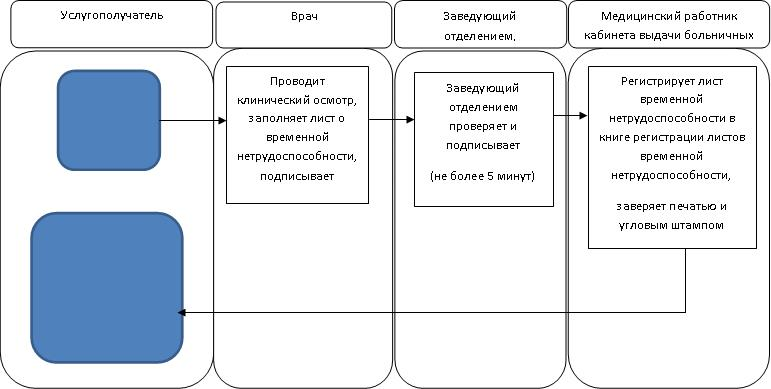 Услугополучатель
Врач
Заведующий
отделением.
Медицинский работник
кабинета выдачи больничных
Проводит
клинический осмотр,
заполняет лист о
временной
нетрудоспособности,
подписывает
Заведующий
отделением
проверяет и
подписывает
(не более 5 минут)
Регистрирует лист
временной
нетрудоспособности в
книге регистрации листов
временной
нетрудоспособности,
заверяет печатью и
угловым штампом